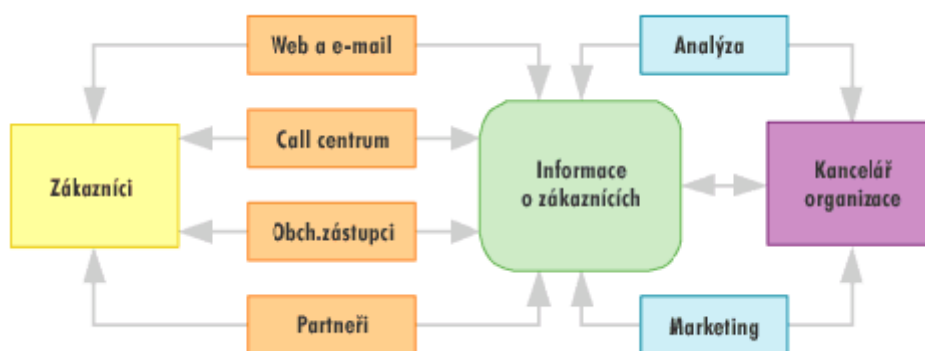 Web a e-mail
Analýza
Call centrum
Zákazníci
Informace
o zákaznících
Kancelář
organizace
Obch.zástupci
Partneři
Marketing